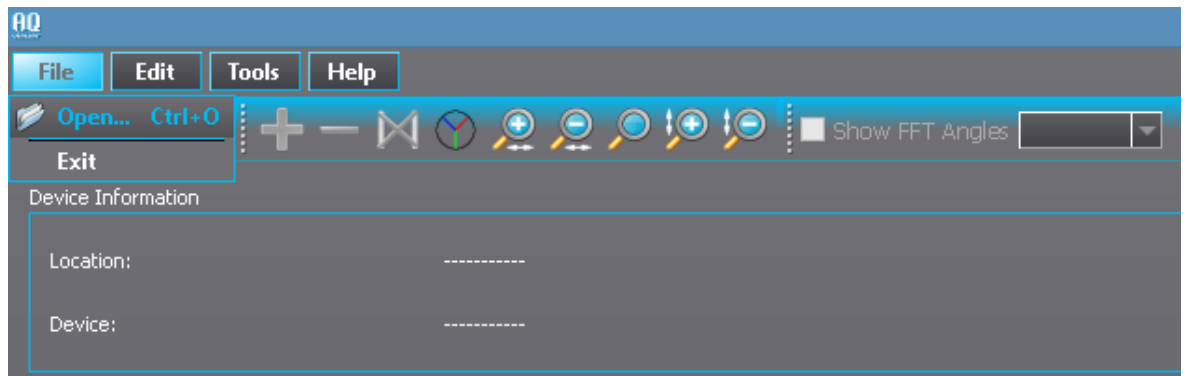 AQ
File Edit Tools Help
Open... Ctrl+O
Show FFT Angles
Exit
Device Information
Location: -----------
Device: -----------